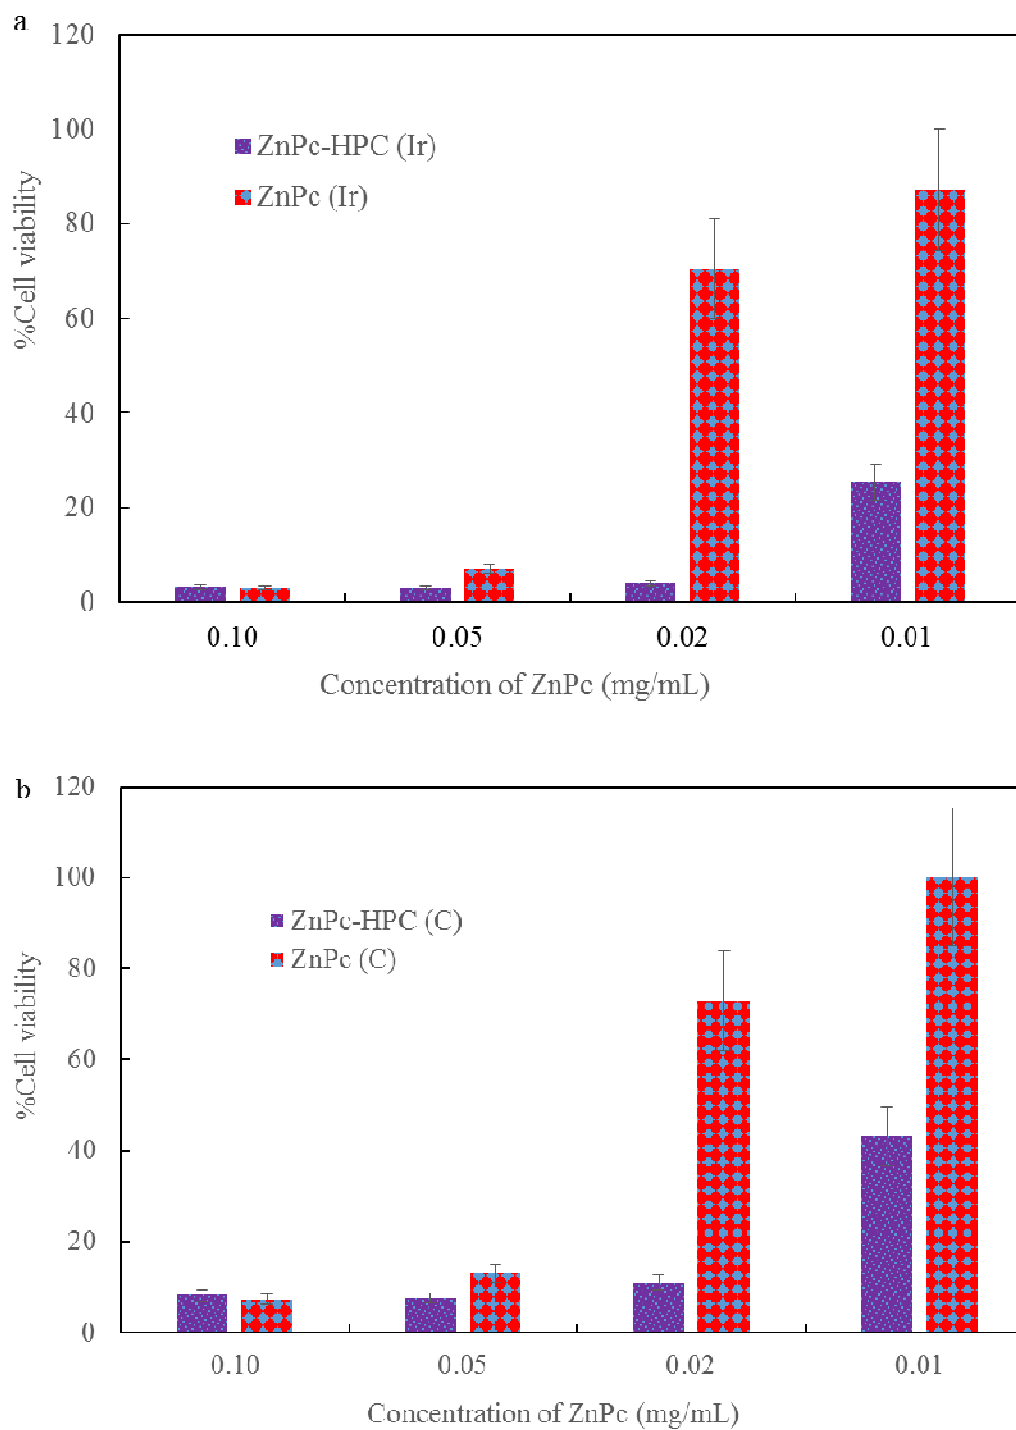 a
120
100
80
60
40
20
0
%Cell viability
ZnPc-HPC (Ir)
ZnPc (Ir)
0.10 0.05 0.02 0.01
Concentration of ZnPc (mg/mL)
b
120
100
80
60
40
20
0
%Cell viability
ZnPc-HPC (C)
ZnPc (C)
0.10 0.05 0.02 0.01
Concentration of ZnPc (mg/mL)